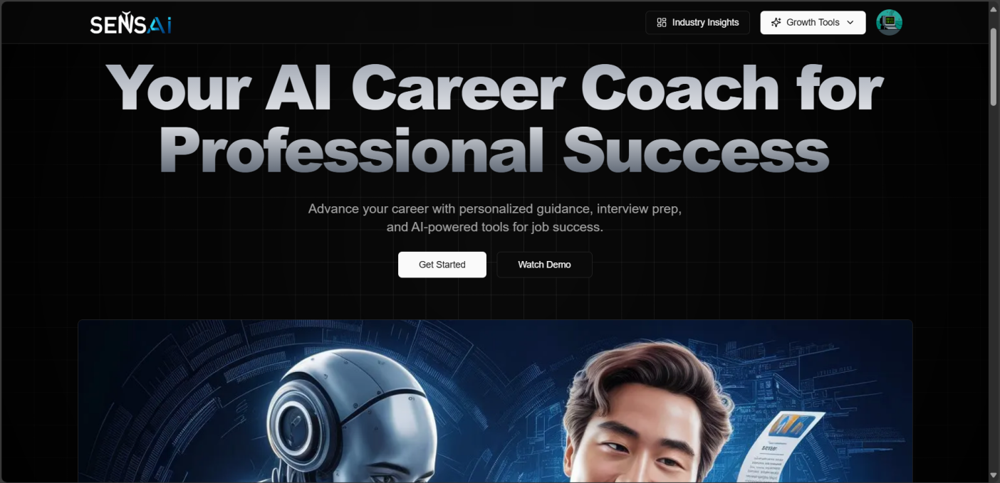 SENSAi
Industry Insights
Growth Tools
Your AI Career Coach for
Professional Success
Advance your career with personalized guidance, interview prep,
and AI-powered tools for job success.
Get Started
Watch Demo